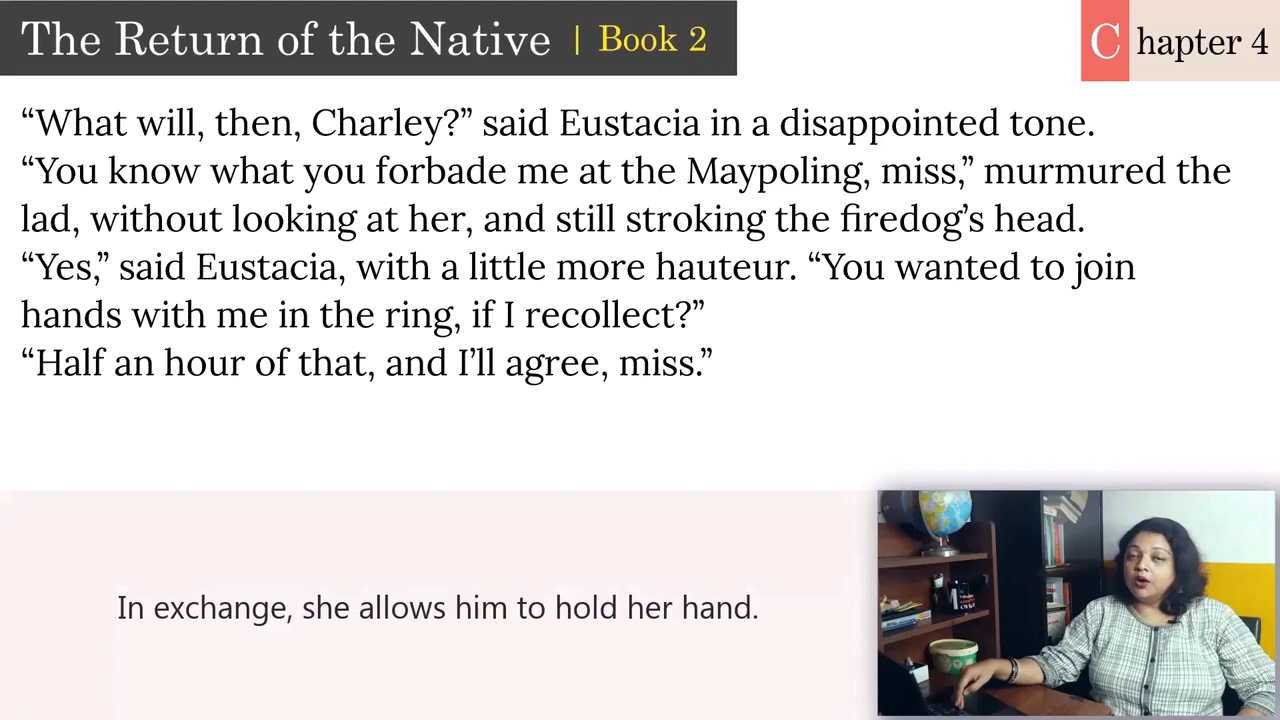 The Return of the Native | Book 2
Chapter 4
“What will, then, Charley?” said Eustacia in a disappointed tone.
“You know what you forbade me at the Maypoling, miss,” murmured the
lad, without looking at her, and still stroking the firedog’s head.
“Yes,” said Eustacia, with a little more hauteur. “You wanted to join
hands with me in the ring, if I recollect?”
“Half an hour of that, and I’ll agree, miss.”
In exchange, she allows him to hold her hand.